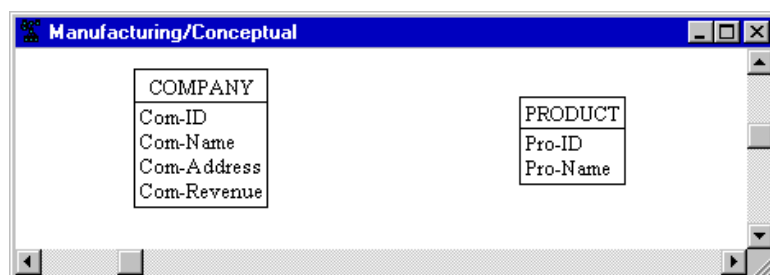 Manufacturing/Conceptual
COMPANY
Com-ID
Com-Name
Com-Address
Com-Revenue
PRODUCT
Pro-ID
Pro-Name